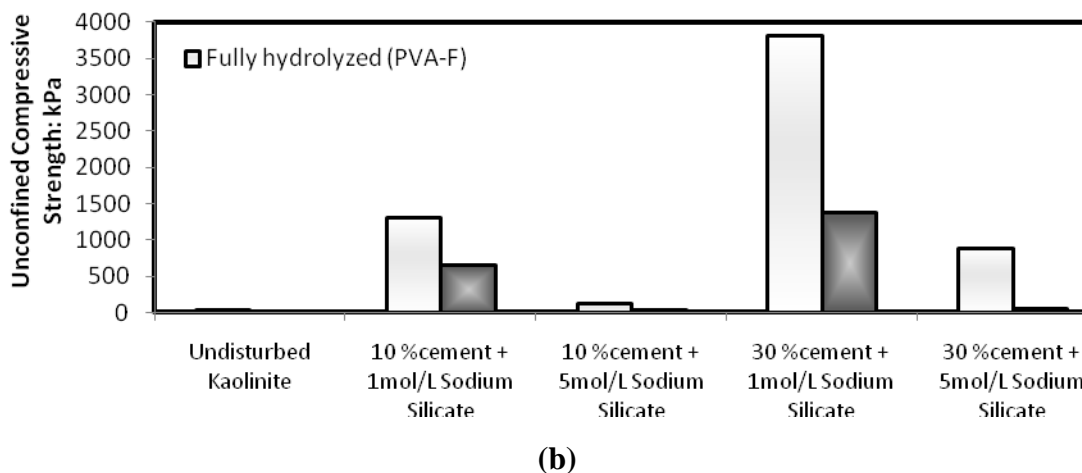 Unconfined Compressive
Strength: kPa
4000
3500
3000
2500
2000
1500
1000
500
0
Fully hydrolyzed (PVA-F)
Undisturbed
Kaolinite
10 %cement +
1mol/L Sodium
Silicate
10 %cement +
5mol/L Sodium
Silicate
30 %cement +
1mol/L Sodium
Silicate
30 %cement +
5mol/L Sodium
Silicate
(b)